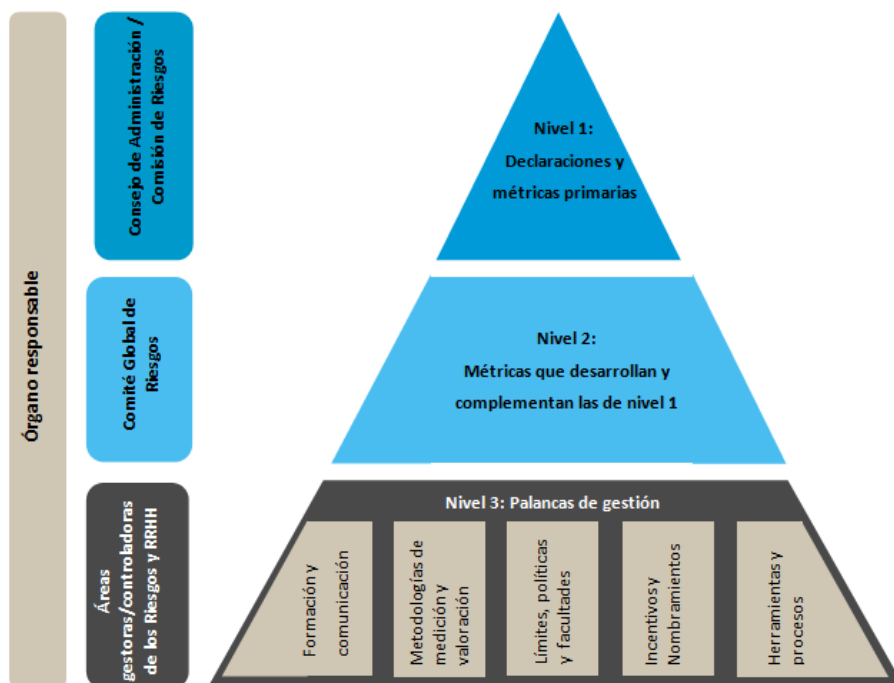 Órgano responsable
Consejo de Administración /
Comisión de Riesgos
Nivel 1:
Declaraciones y
métricas primarias
Comité Global de
Riesgos
Nivel 2:
Métricas que desarrollan y
complementan las de nivel 1
Áreas
gestoras/controladoras
de los Riesgos y RRHH
Nivel 3: Palancas de gestión
Formación y
comunicación
Metodologías de
medición y
valoración
Límites, políticas
y facultades
Incentivos y
Nombramientos
Herramientas y
procesos